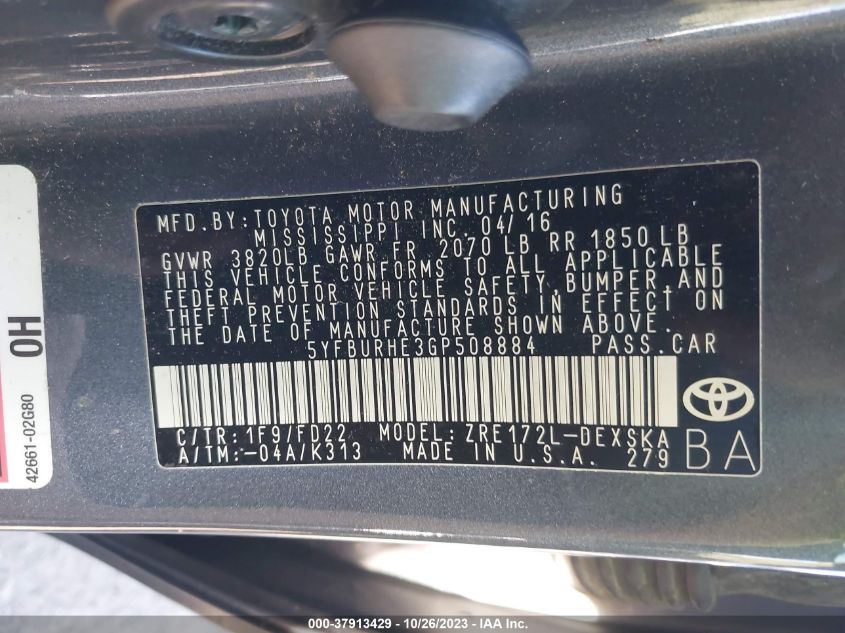 MFD.BY:TOYOTA MOTOR MANUFACTURING
MISSISSIPPI INC. 04/16
GVWR 3820LB GAWR FR 2070 LB RR 1850LB
THIS VEHICLE CONFORMS TO ALL APPLICABLE
FEDERAL MOTOR VEHICLE SAFETY,BUMPER,AND
THEFT PREVENTION STANDARDS IN EFFECT ON
THE DATE OF MANUFACTURE SHOWN ABOVE.
5YFBURHE3GP508884 PASS.CAR
C/TR:1F9/FD22 MODEL:ZRE172L-DEXSKA
A/TM:-04A/K313 MADE IN U.S.A. 279
BA
OH
42661-02G80
000-37913429 - 10/26/2023 - IAA Inc.